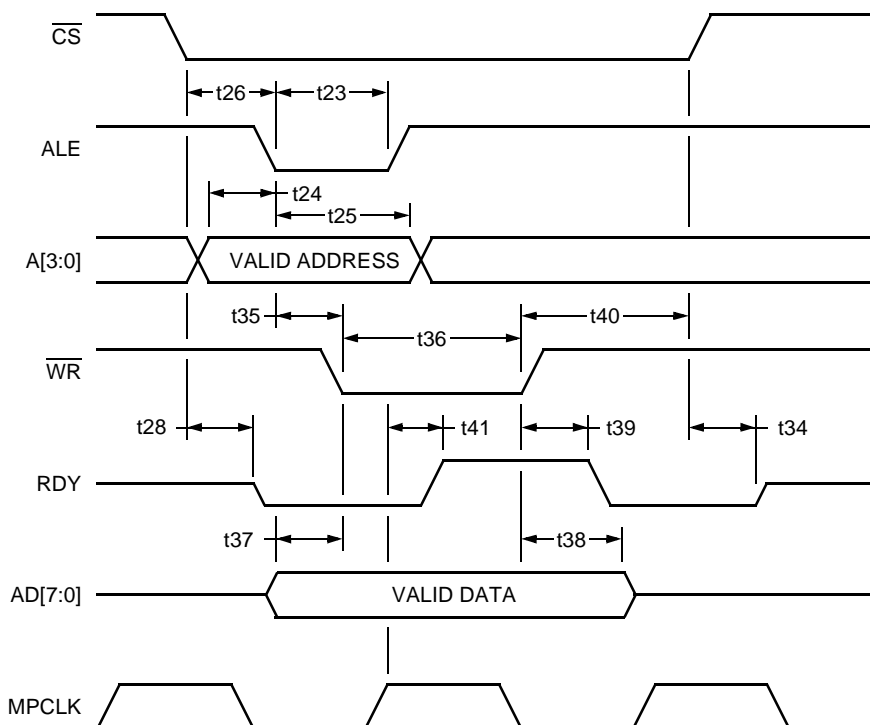 CS
t26
t23
ALE
t24
t25
A[3:0]
VALID ADDRESS
t35
t40
t36
WR
t28
t41
t39
t34
RDY
t37
t38
AD[7:0]
VALID DATA
MPCLK